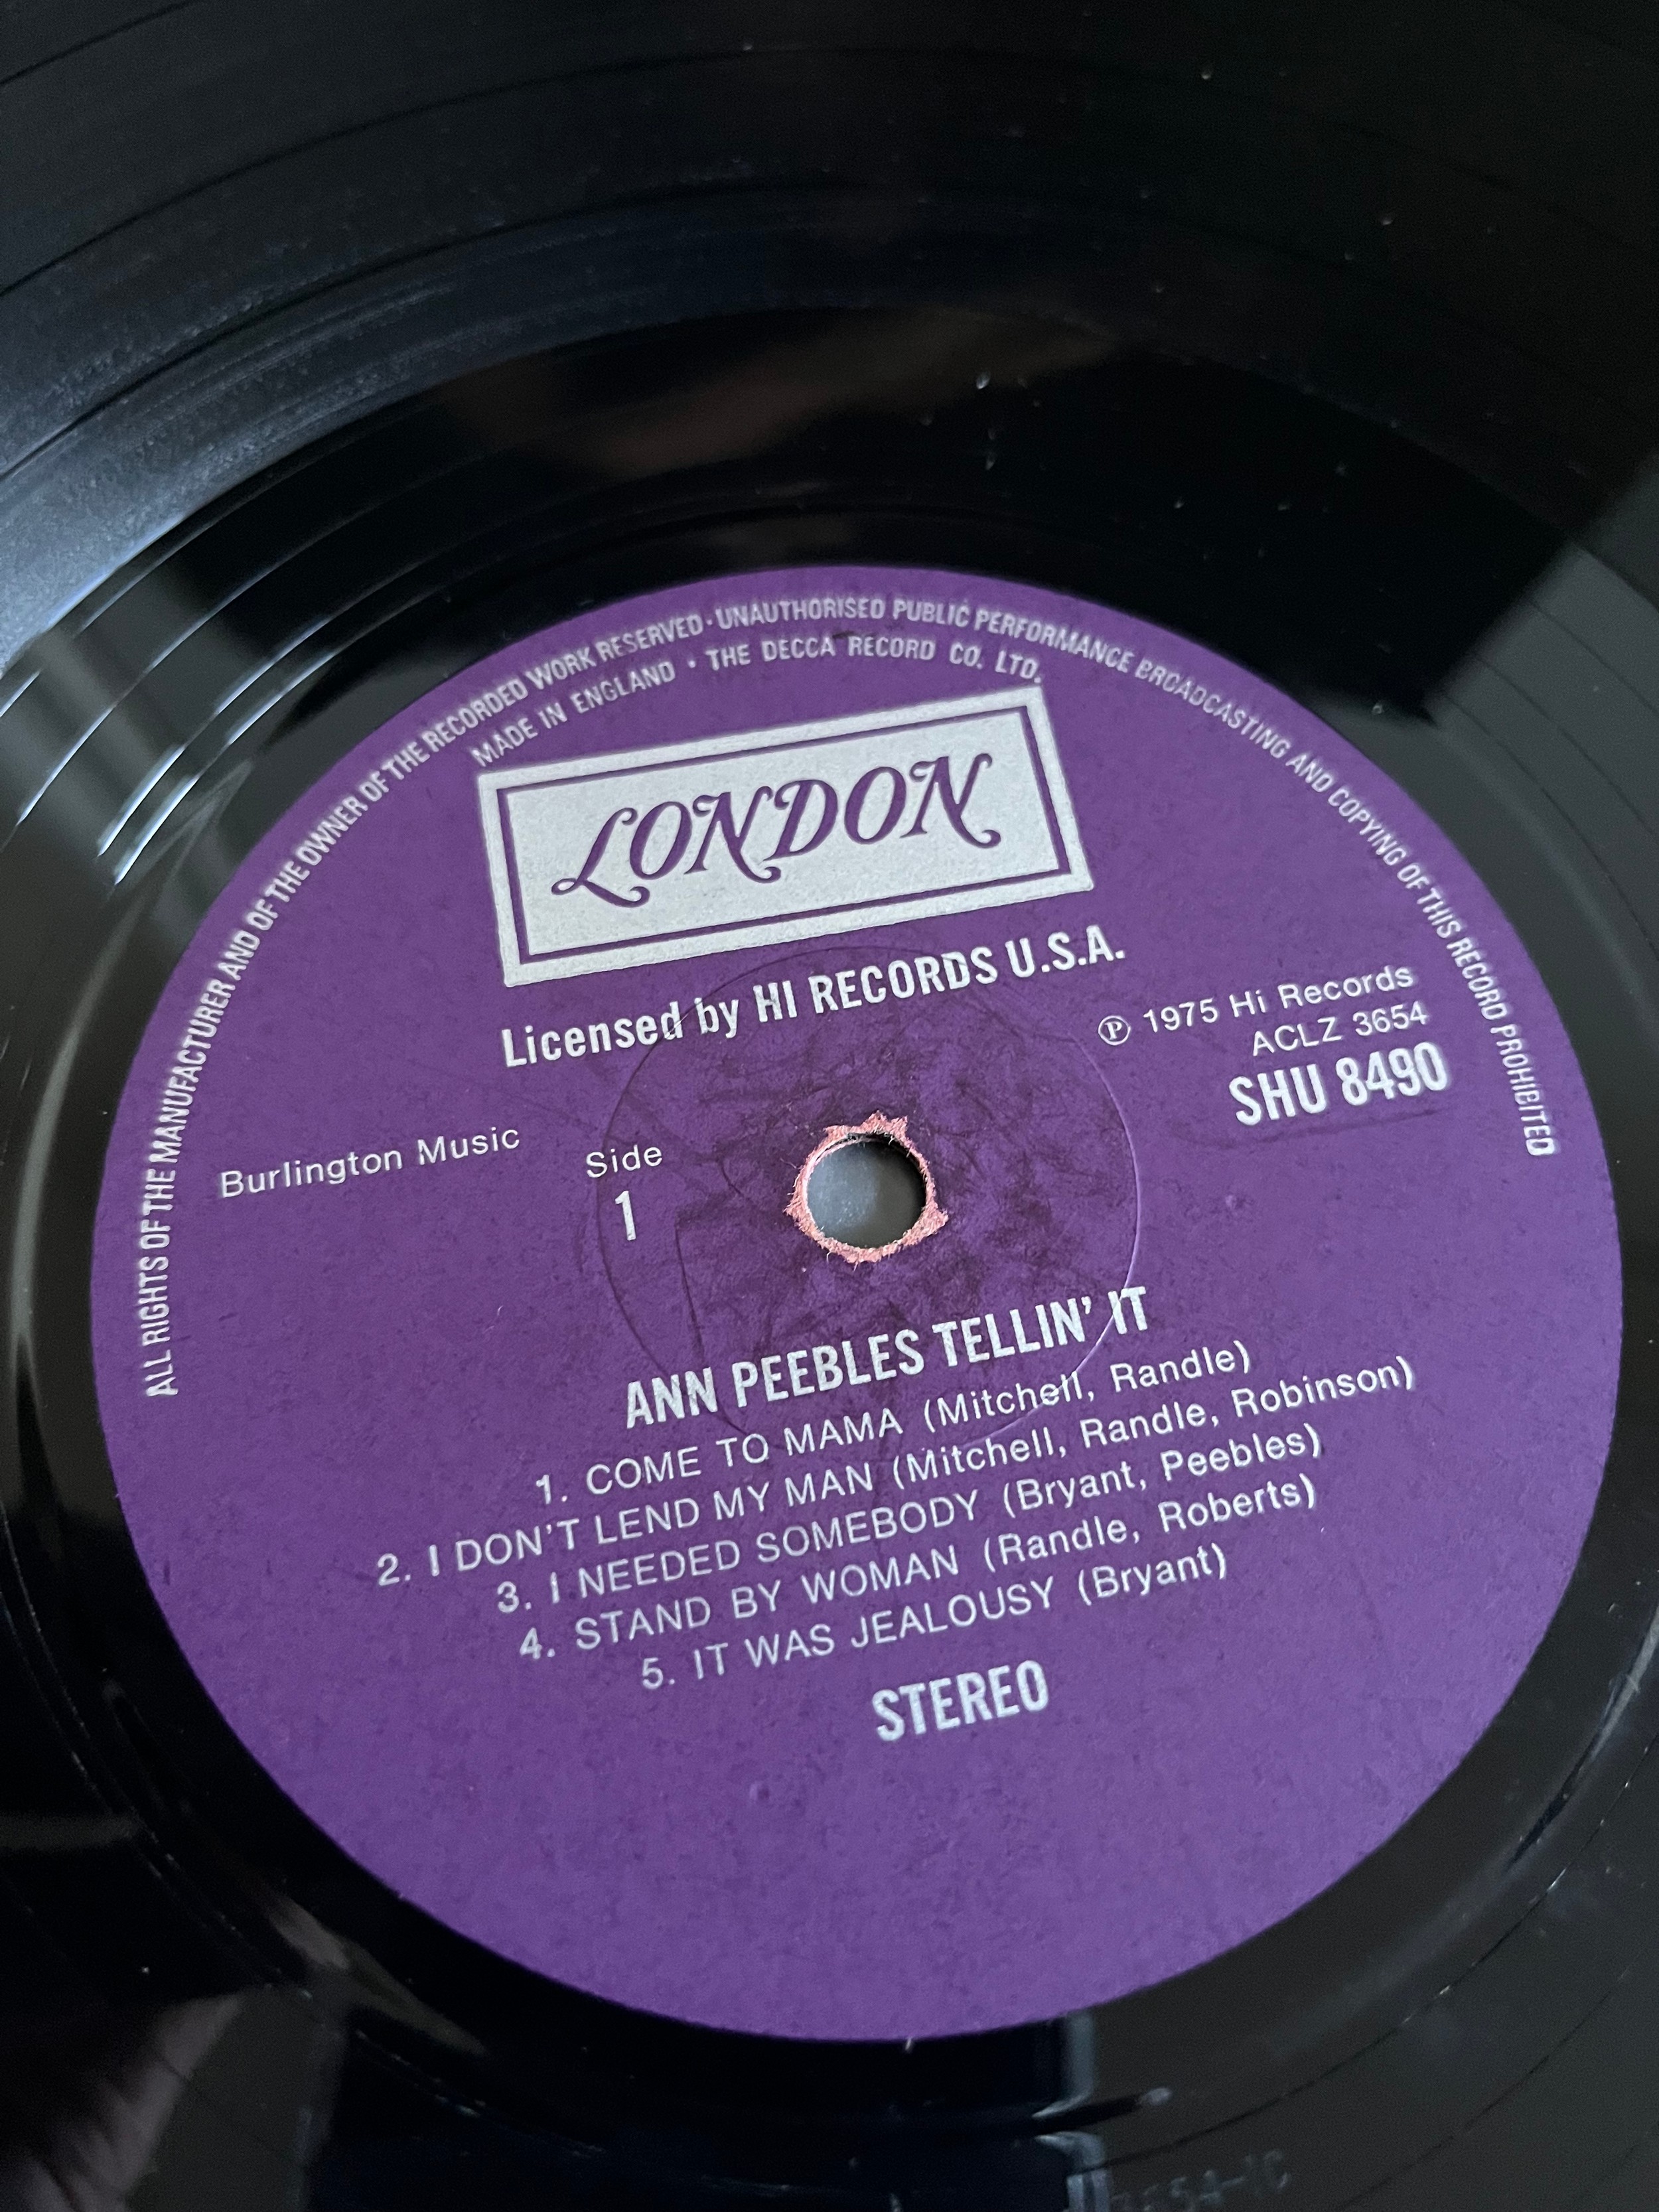 ALL RIGHTS OF THE MANUFACTURER AND OF THE OWNER OF THE RECORDED WORK RESERVED · UNAUTHORISED PUBLIC PERFORMANCE BROADCASTING AND COPYING OF THIS RECORD PROHIBITED
MADE IN ENGLAND · THE DECCA RECORD CO. LTD.
LONDON
Licensed by HI RECORDS U.S.A.
℗ 1975 Hi Records
ACLZ 3654
SHU 8490
Burlington Music
Side
1
ANN PEEBLES TELLIN' IT
1. COME TO MAMA (Mitchell, Randle)
2. I DON'T LEND MY MAN (Mitchell, Randle, Robinson)
3. I NEEDED SOMEBODY (Bryant, Peebles)
4. STAND BY WOMAN (Randle, Roberts)
5. IT WAS JEALOUSY (Bryant)
STEREO